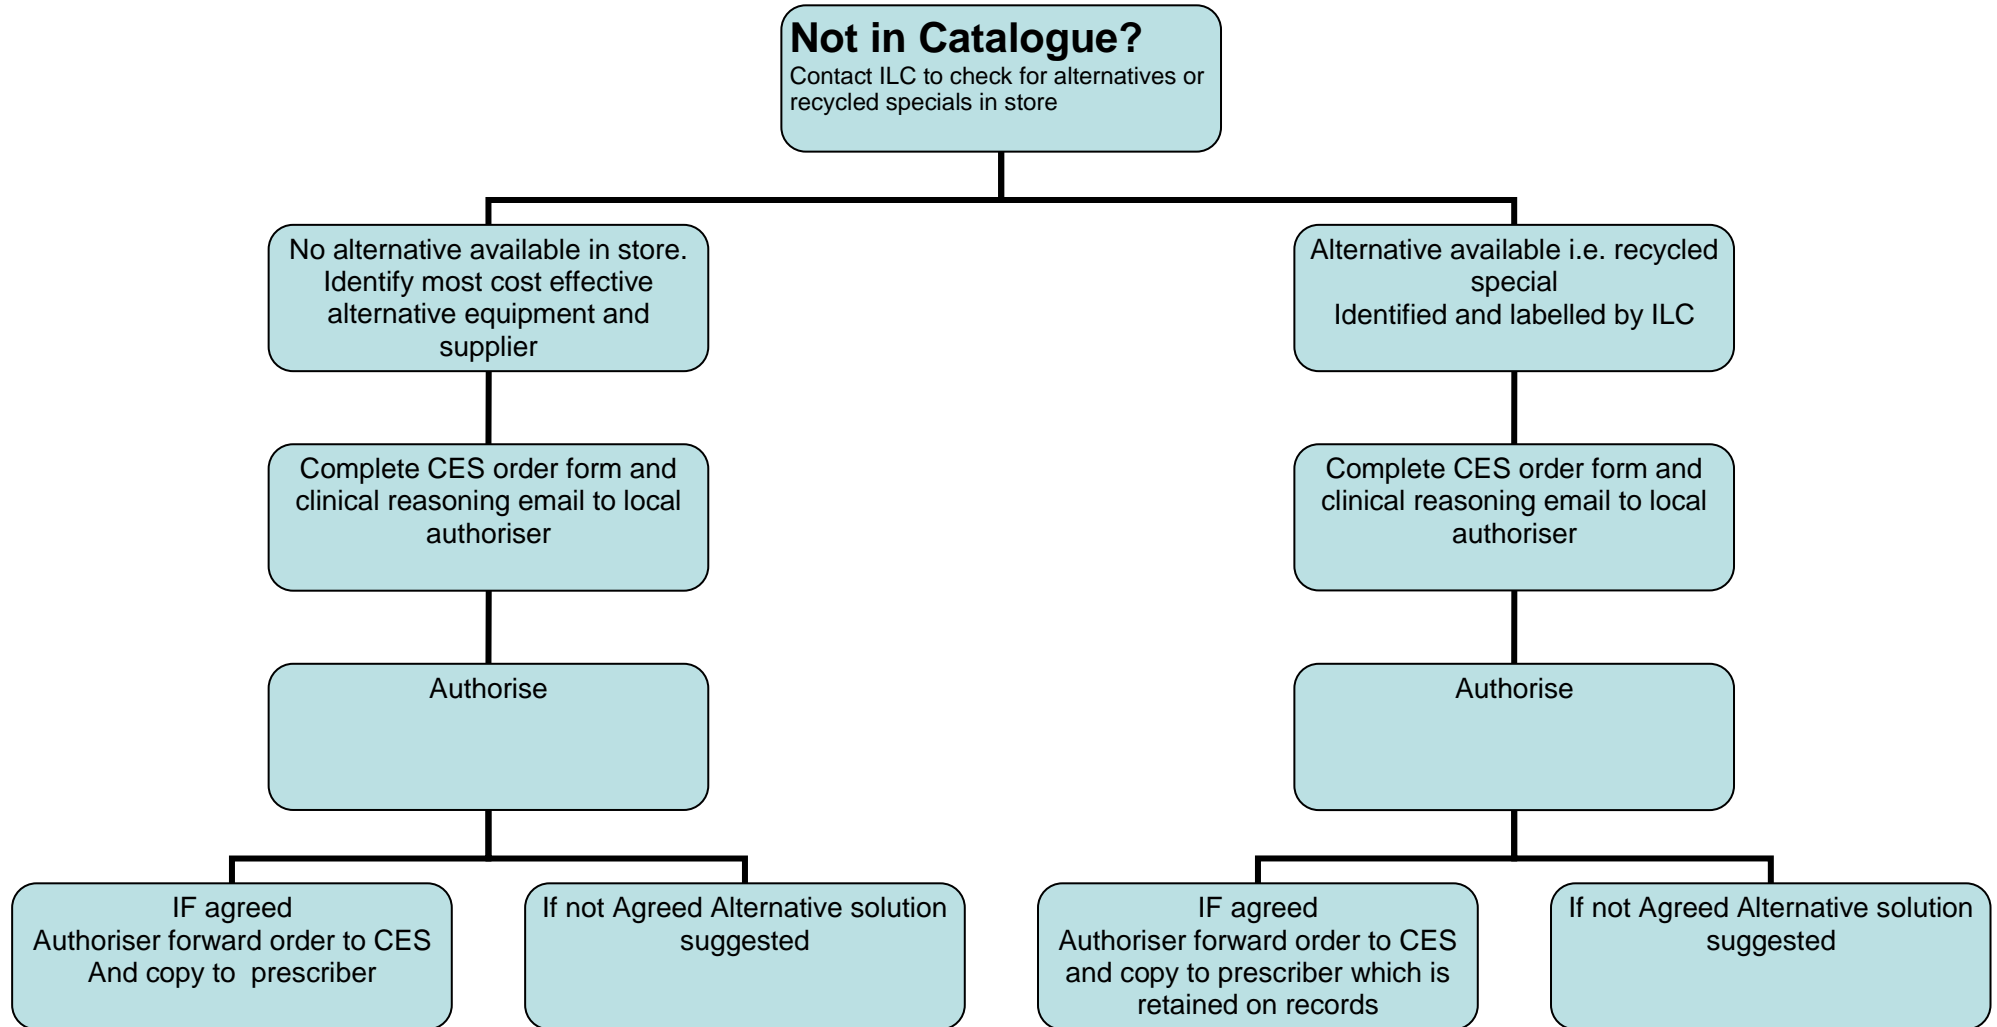 Not in Catalogue?
Contact ILC to check for alternatives or
recycled specials in store
No alternative available in store.
Identify most cost effective
alternative equipment and
supplier
Alternative available i.e. recycled
special
Identified and labelled by ILC
Complete CES order form and
clinical reasoning email to local
authoriser
Complete CES order form and
clinical reasoning email to local
authoriser
Authorise
Authorise
IF agreed
Authoriser forward order to CES
And copy to prescriber
If not Agreed Alternative solution
suggested
IF agreed
Authoriser forward order to CES
and copy to prescriber which is
retained on records
If not Agreed Alternative solution
suggested